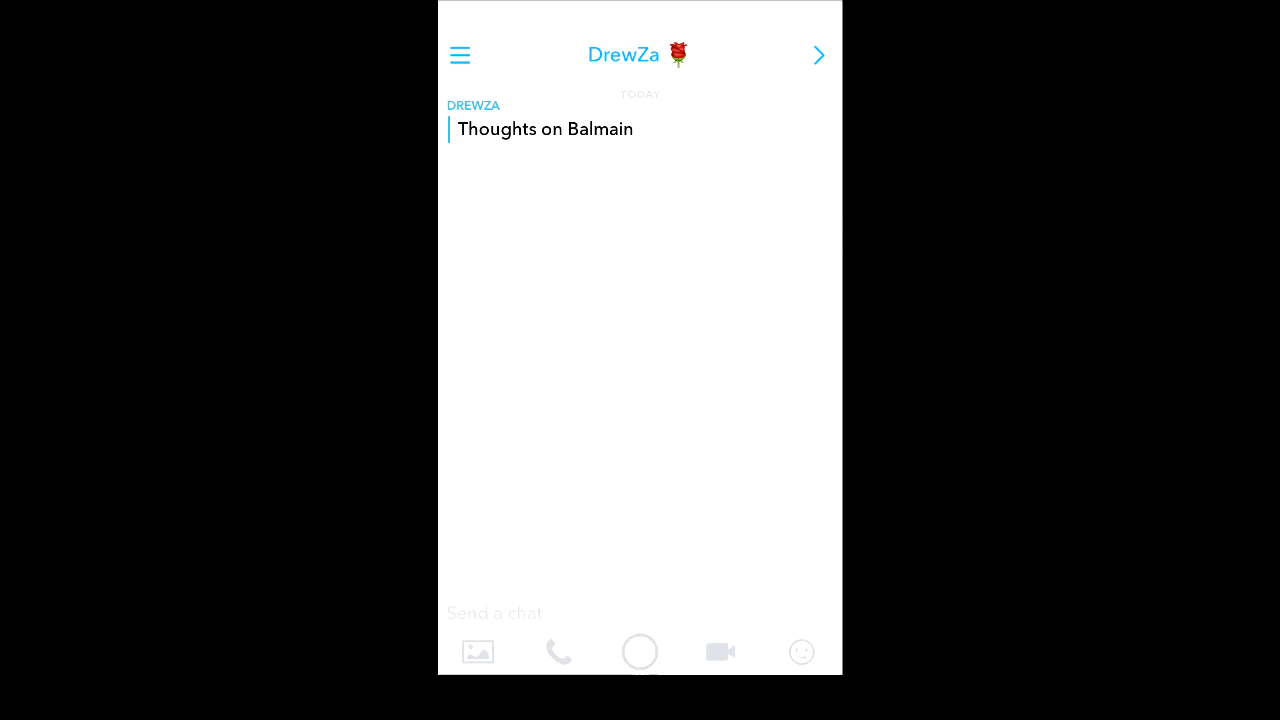 DrewZa 🌹
TODAY
DREWZA
Thoughts on Balmain
Send a chat